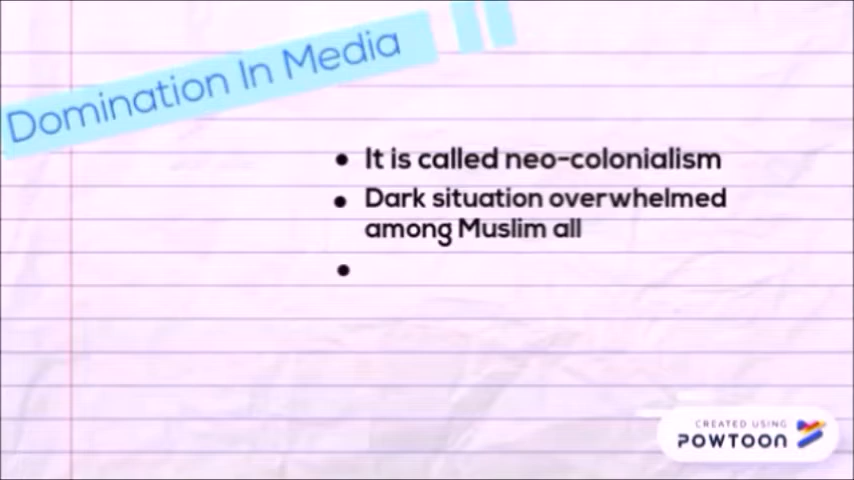 Domination In Media
• It is called neo-colonialism
• Dark situation overwhelmed
among Muslim all
•
CREATED USING
POWTOON